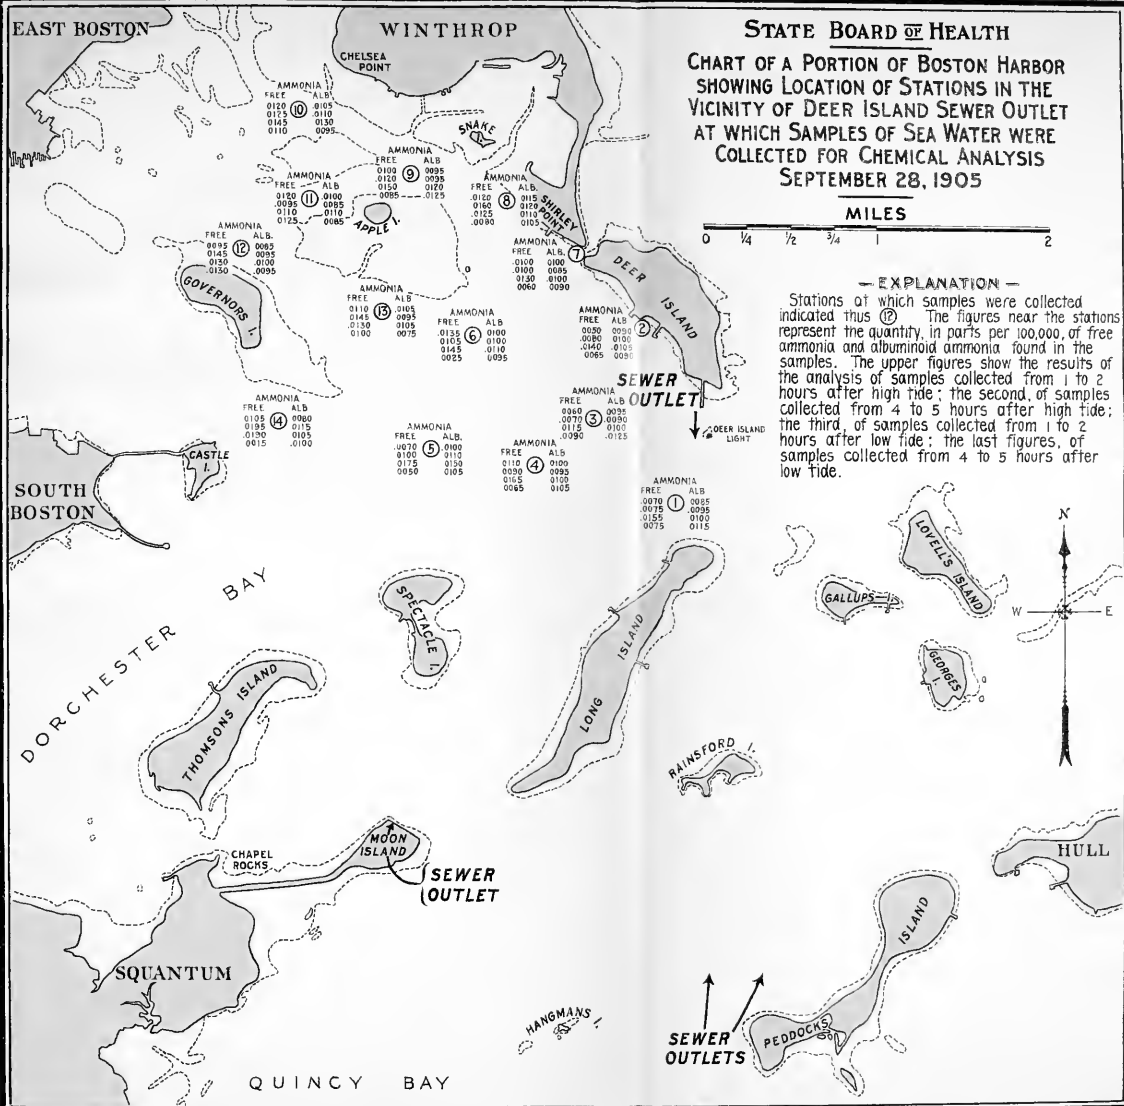 STATE BOARD OF HEALTH
CHART OF A PORTION OF BOSTON HARBOR
SHOWING LOCATION OF STATIONS IN THE
VICINITY OF DEER ISLAND SEWER OUTLET
AT WHICH SAMPLES OF SEA WATER WERE
COLLECTED FOR CHEMICAL ANALYSIS
SEPTEMBER 28, 1905
MILES
0 1/4 1/2 3/4 1 2
— EXPLANATION —
Stations at which samples were collected
indicated thus ⑫ The figures near the stations
represent the quantity, in parts per 100,000, of free
ammonia and albuminoid ammonia found in the
samples. The upper figures show the results of
the analysis of samples collected from 1 to 2
hours after high tide; the second, of samples
collected from 4 to 5 hours after high tide;
the third, of samples collected from 1 to 2
hours after low tide: the last figures, of
samples collected from 4 to 5 hours after
low tide.
EAST BOSTON
WINTHROP
CHELSEA
POINT
AMMONIA
FREE ⑩ ALB
0120 .0105
0125 .0110
0145 0130
0110 0095
SNAKE
I.
AMMONIA
FREE ⑨ ALB
0100 0095
0120 0095
0150 0120
0085 .0125
AMMONIA
FREE ⑪ ALB
0120 .0100
.0095 0085
0110 0110
0125 0085
APPLE I.
AMMONIA
FREE ⑧ ALB.
0120 0115
0160 0120
.0125 0110
0080 0105
SHIRLEY
POINT
AMMONIA
FREE ⑫ ALB.
0095 0085
0145 0095
0130 .0100
.0130 0095
GOVERNORS I.
AMMONIA
FREE ⑦ ALB.
.0100 0100
0100 0085
0130 0100
0060 0090
DEER
ISLAND
AMMONIA
FREE ⑬ ALB
0110 .0105
0145 0095
.0130 0105
0100 0075
AMMONIA
FREE ⑥ ALB
.0135 0100
0105 0100
0145 .0110
0025 0095
AMMONIA
FREE ② ALB
0050 0090
0080 0100
.0140 .0105
0065 0090
SEWER
OUTLET
DEER ISLAND
LIGHT
AMMONIA
FREE ③ ALB
0060 0095
.0070 .0090
0115 0100
.0090 .0125
AMMONIA
FREE ⑭ ALB
0105 0080
0195 0115
.0190 0105
0015 .0100
AMMONIA
FREE ⑤ ALB.
.0070 .0100
0100 0110
0175 0150
0050 0105
AMMONIA
FREE ④ ALB
0110 0100
0090 0095
0165 0100
0065 0105
AMMONIA
FREE ① ALB
.0070 0085
.0075 .0095
.0155 0100
0075 0115
CASTLE
I.
SOUTH
BOSTON
DORCHESTER BAY
SPECTACLE I.
THOMSONS ISLAND
LONG ISLAND
GALLUPS I.
LOVELL'S ISLAND
GEORGES
I.
N
W E
RAINSFORD I.
MOON
ISLAND
CHAPEL
ROCKS
SEWER
OUTLET
SQUANTUM
HULL
PEDDOCKS ISLAND
HANGMANS I.
SEWER
OUTLETS
QUINCY BAY